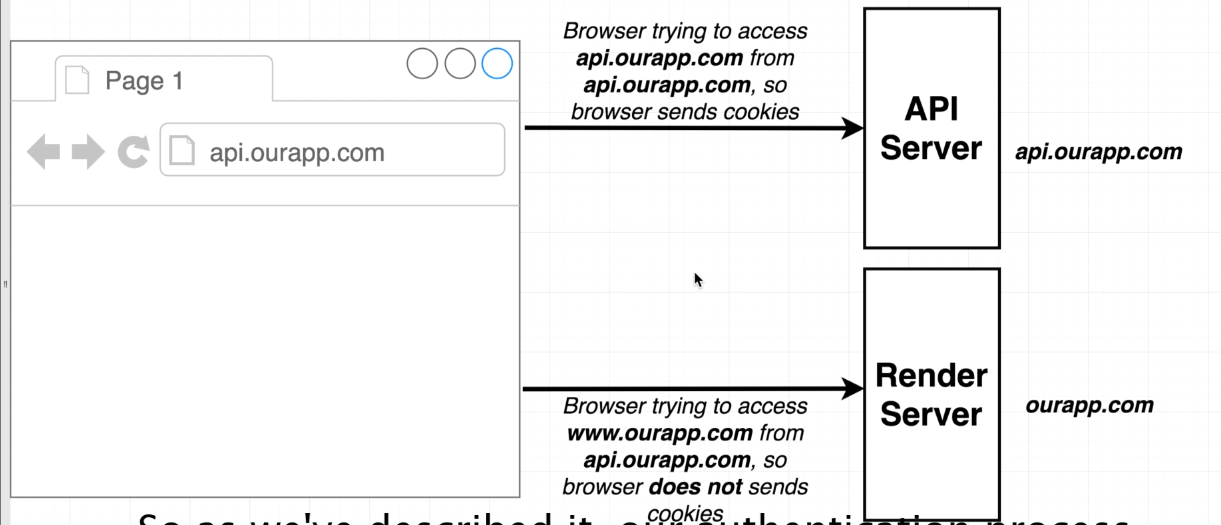 Page 1
api.ourapp.com
Browser trying to access
api.ourapp.com from
api.ourapp.com, so
browser sends cookies
API
Server
api.ourapp.com
Browser trying to access
www.ourapp.com from
api.ourapp.com, so
browser does not sends
cookies
Render
Server
ourapp.com
So as we've described it, our authentication process